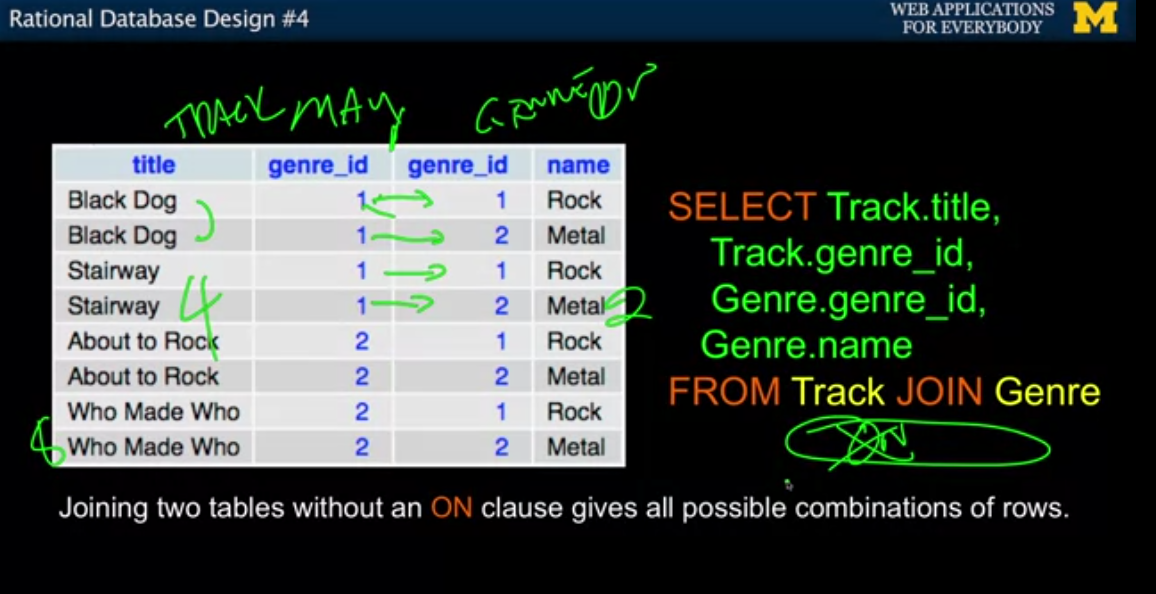 Rational Database Design #4
WEB APPLICATIONS
FOR EVERYBODY
M
TRACK MANY
title genre_id genre_id name
Black Dog 1 1 Rock
Black Dog 1 2 Metal
Stairway 1 1 Rock
Stairway 1 2 Metal 2
4
About to Rock 2 1 Rock
About to Rock 2 2 Metal
Who Made Who 2 1 Rock
8 Who Made Who 2 2 Metal
SELECT Track.title,
Track.genre_id,
Genre.genre_id,
Genre.name
FROM Track JOIN Genre
ON
Joining two tables without an ON clause gives all possible combinations of rows.